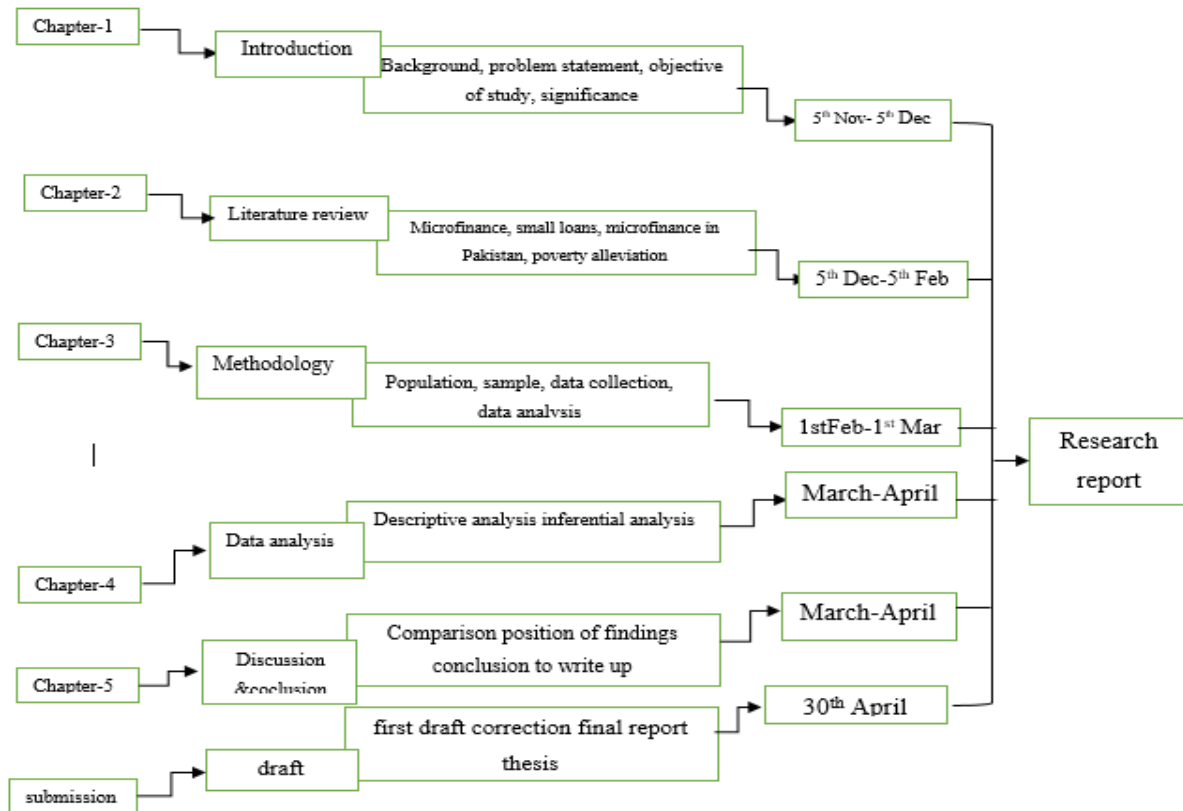 Chapter-1
Introduction
Background, problem statement, objective
of study, significance
5th Nov- 5th Dec
Chapter-2
Literature review
Microfinance, small loans, microfinance in
Pakistan, poverty alleviation
5th Dec-5th Feb
Chapter-3
Methodology
Population, sample, data collection,
data analysis
1stFeb-1st Mar
Research
report
Chapter-4
Data analysis
Descriptive analysis inferential analysis
March-April
Chapter-5
Discussion
&coclusion
Comparison position of findings
conclusion to write up
March-April
submission
draft
first draft correction final report
thesis
30th April